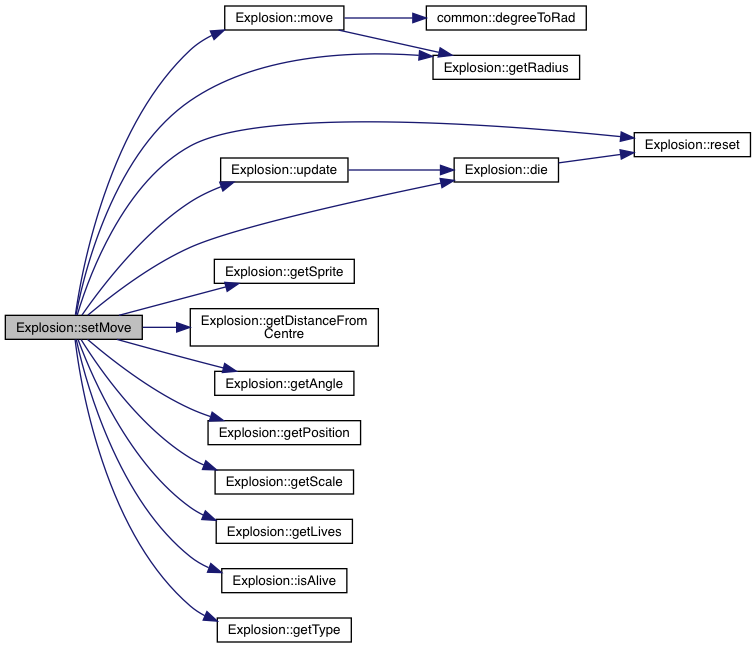 Explosion::move
common::degreeToRad
Explosion::getRadius
Explosion::reset
Explosion::update
Explosion::die
Explosion::getSprite
Explosion::setMove
Explosion::getDistanceFrom
Centre
Explosion::getAngle
Explosion::getPosition
Explosion::getScale
Explosion::getLives
Explosion::isAlive
Explosion::getType